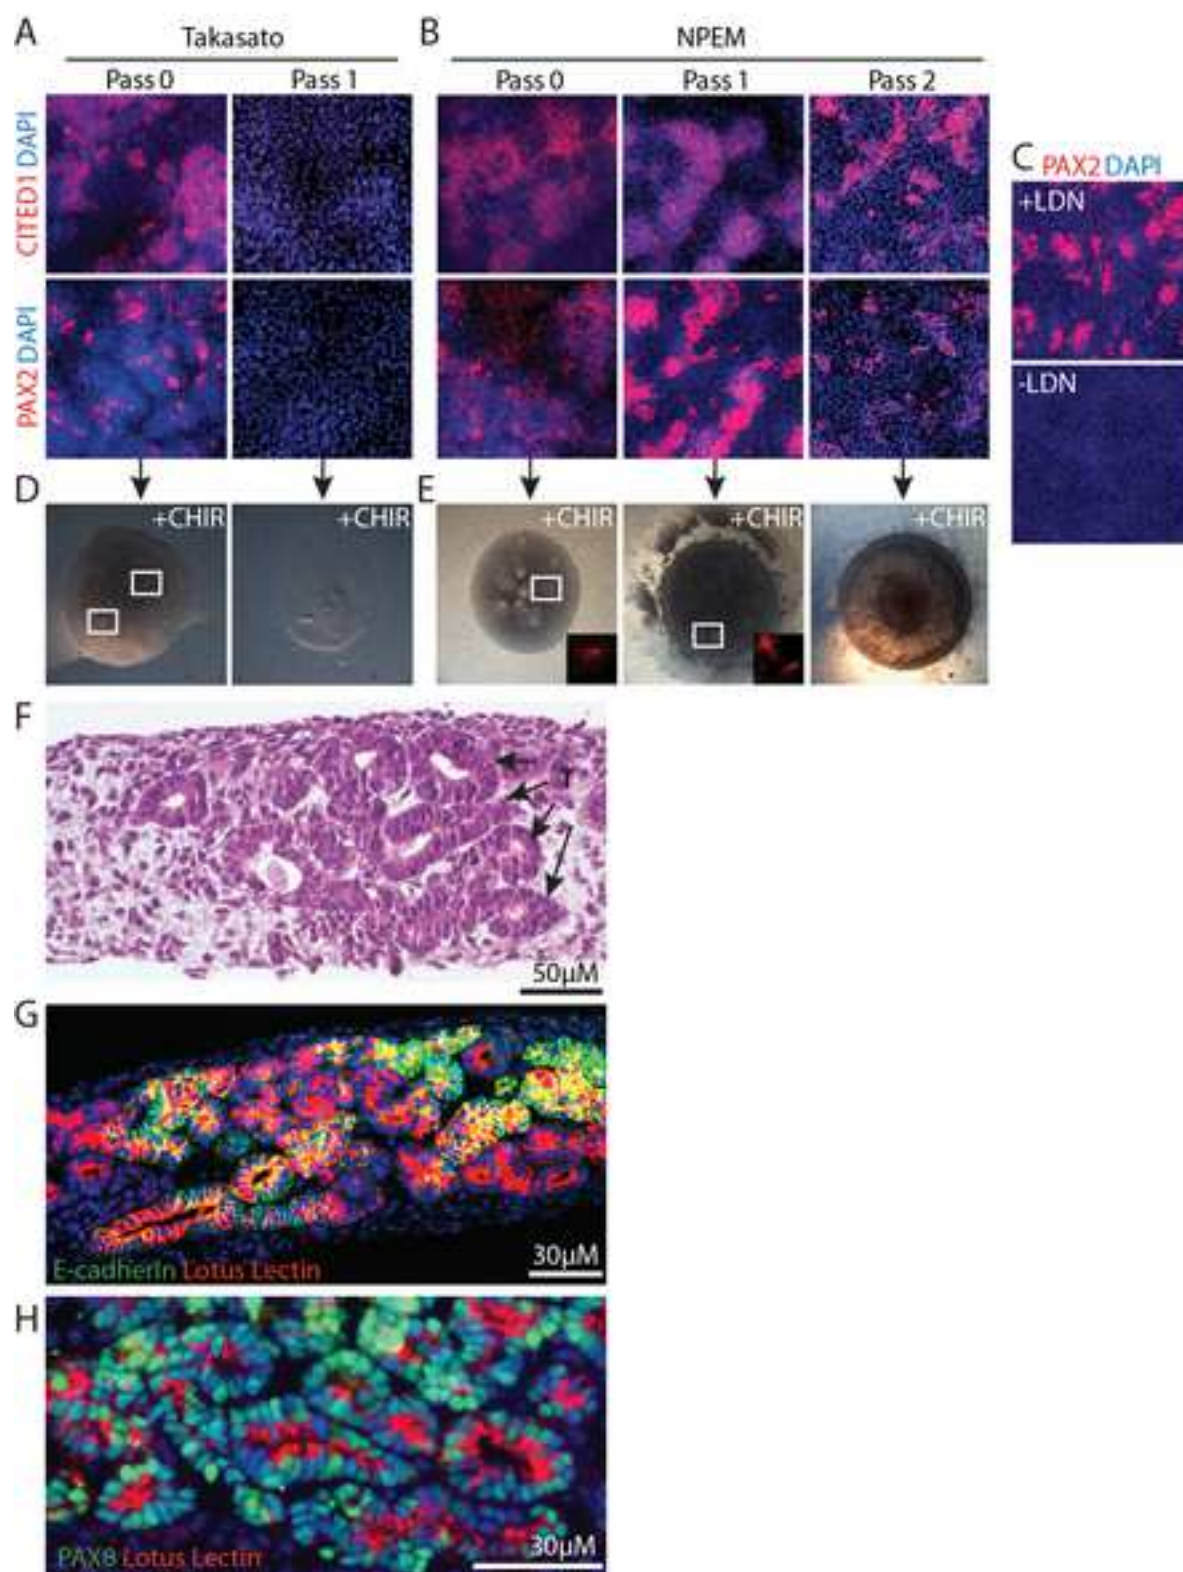 A
Takasato
Pass 0
Pass 1
B
NPEM
Pass 0
Pass 1
Pass 2
CITED1 DAPI
PAX2 DAPI
C
PAX2 DAPI
+LDN
-LDN
D
+CHIR
+CHIR
E
+CHIR
+CHIR
+CHIR
F
T
50µM
G
E-cadherin Lotus Lectin
30µM
H
PAX8 Lotus Lectin
30µM